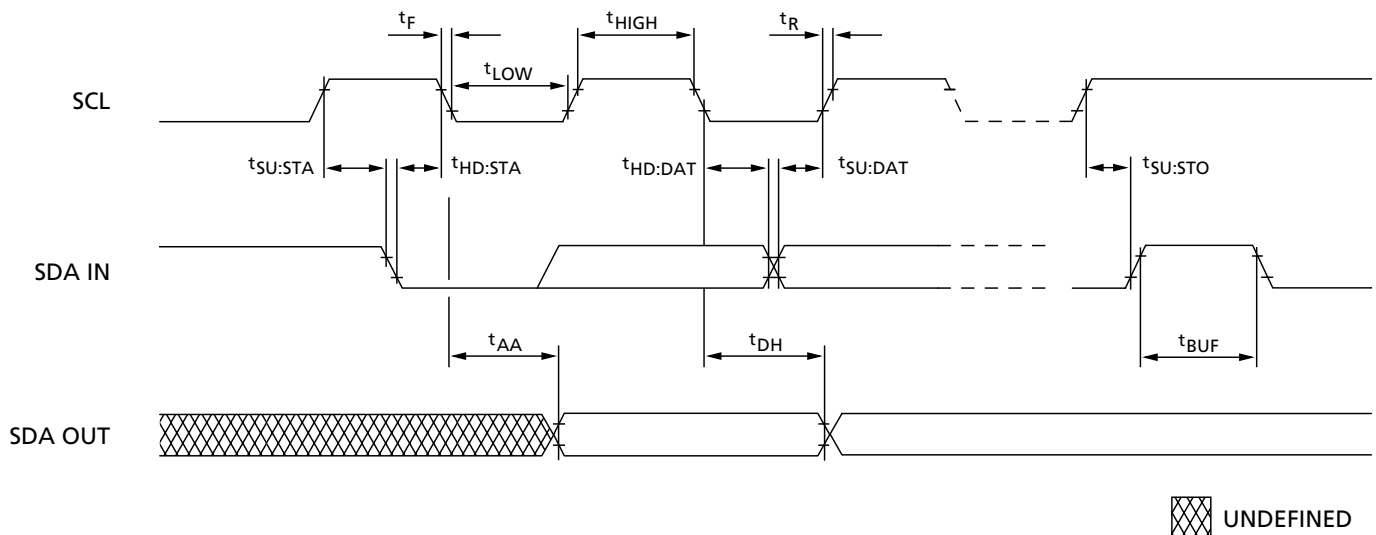 tF
tHIGH
tR
tLOW
SCL
tSU:STA
tHD:STA
tHD:DAT
tSU:DAT
tSU:STO
SDA IN
tAA
tDH
tBUF
SDA OUT
UNDEFINED